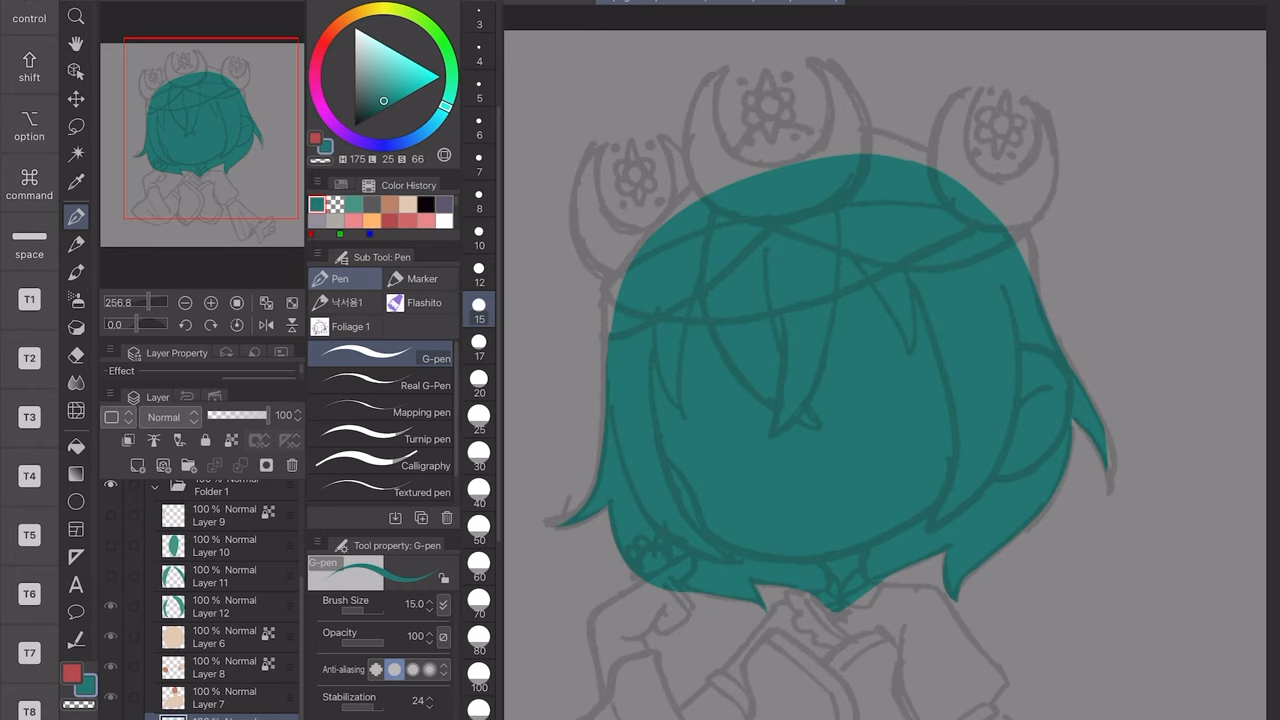 control
shift
option
command
space
T1
T2
T3
T4
T5
T6
T7
T8
256.8
0.0
Layer Property
Effect
Layer
Normal
100
100 % Normal
Folder 1
100 % Normal
Layer 9
100 % Normal
Layer 10
100 % Normal
Layer 11
100 % Normal
Layer 12
100 % Normal
Layer 6
100 % Normal
Layer 8
100 % Normal
Layer 7
H 175 L 25 S 66
Color History
Sub Tool: Pen
Pen
Marker
낙서용1
Flashito
Foliage 1
G-pen
Real G-Pen
Mapping pen
Turnip pen
Calligraphy
Textured pen
Tool property: G-pen
G-pen
Brush Size
15.0
Opacity
100
Anti-aliasing
Stabilization
24
3
4
5
6
7
8
10
12
15
17
20
25
30
40
50
60
70
80
100